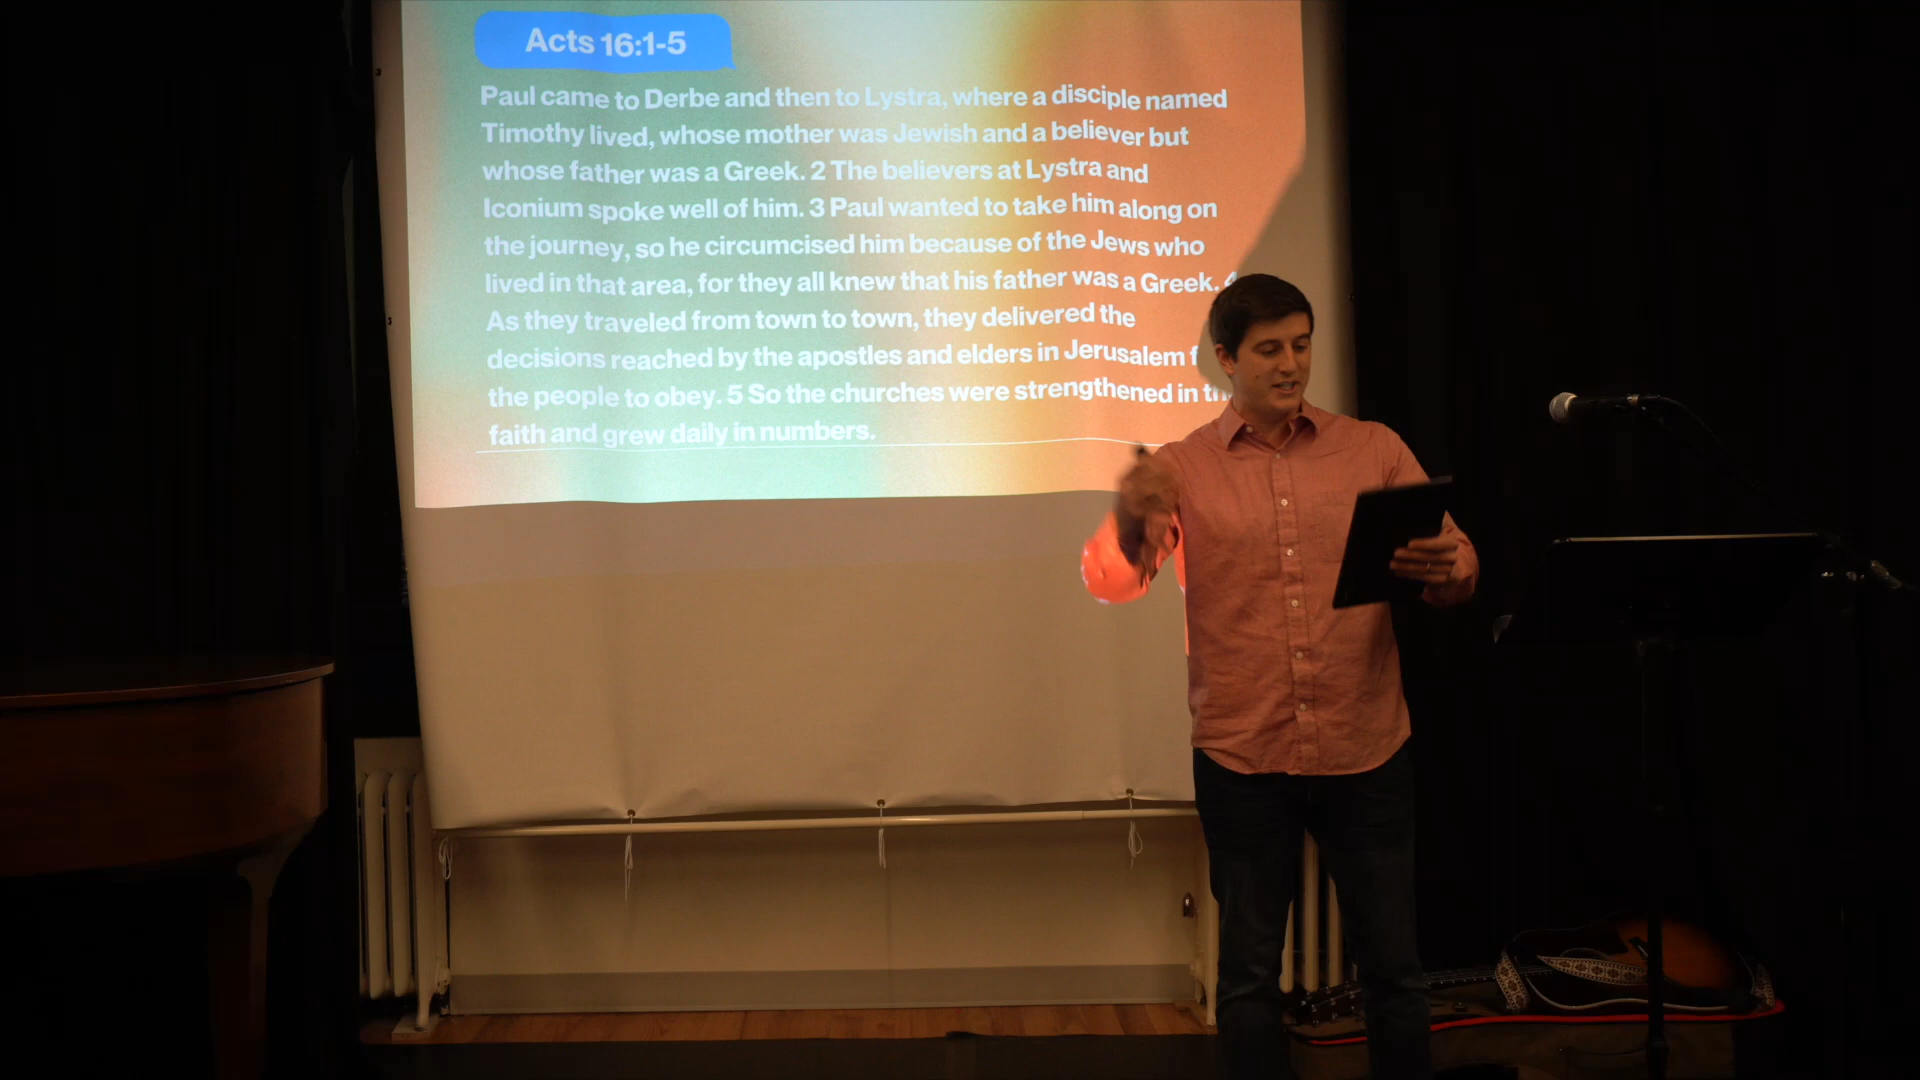 Acts 16:1-5
Paul came to Derbe and then to Lystra, where a disciple named
Timothy lived, whose mother was Jewish and a believer but
whose father was a Greek. 2 The believers at Lystra and
Iconium spoke well of him. 3 Paul wanted to take him along on
the journey, so he circumcised him because of the Jews who
lived in that area, for they all knew that his father was a Greek. 4
As they traveled from town to town, they delivered the
decisions reached by the apostles and elders in Jerusalem
the people to obey. 5 So the churches were strengthened in
faith and grew daily in numbers.